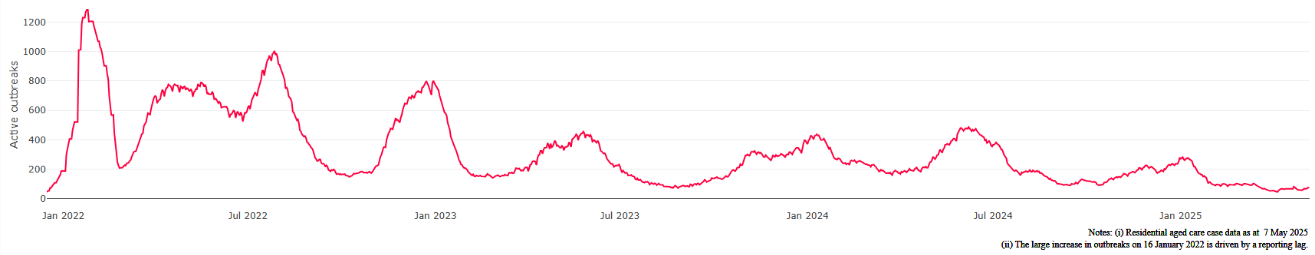 Active outbreaks
1200
1000
800
600
400
200
0
Jan 2022
Jul 2022
Jan 2023
Jul 2023
Jan 2024
Jul 2024
Jan 2025
Notes: (i) Residential aged care case data as at 7 May 2025
(ii) The large increase in outbreaks on 16 January 2022 is driven by a reporting lag.